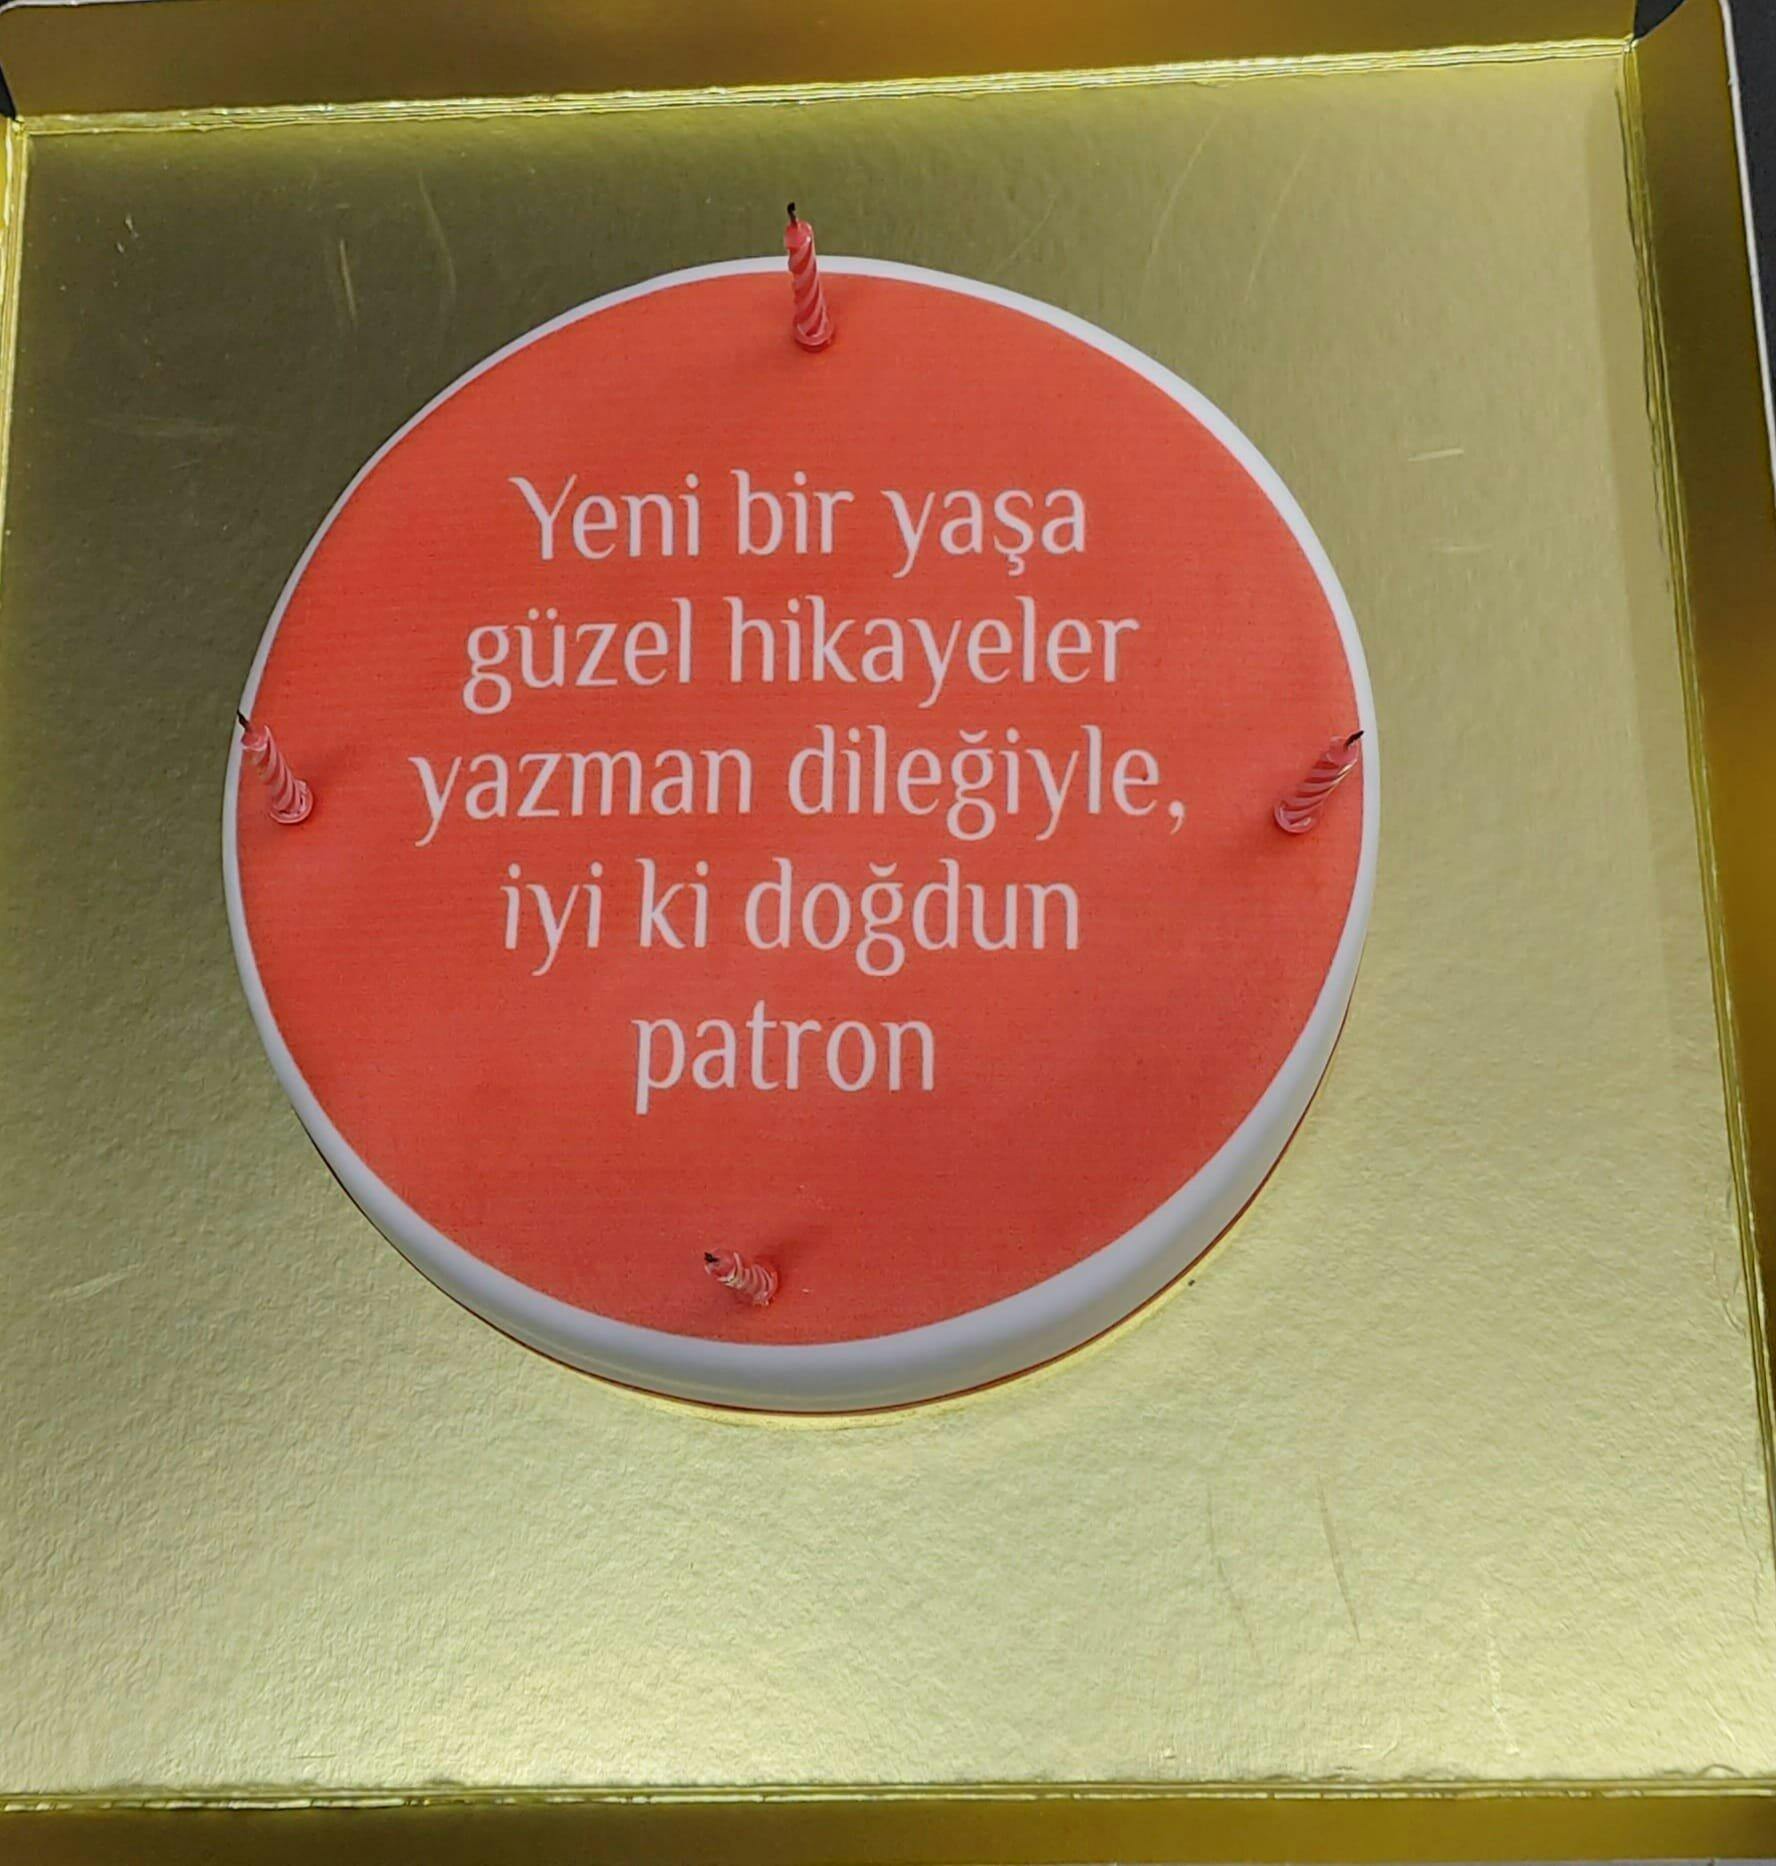 Yeni bir yaşa
güzel hikayeler
yazman dileğiyle,
iyi ki doğdun
patron